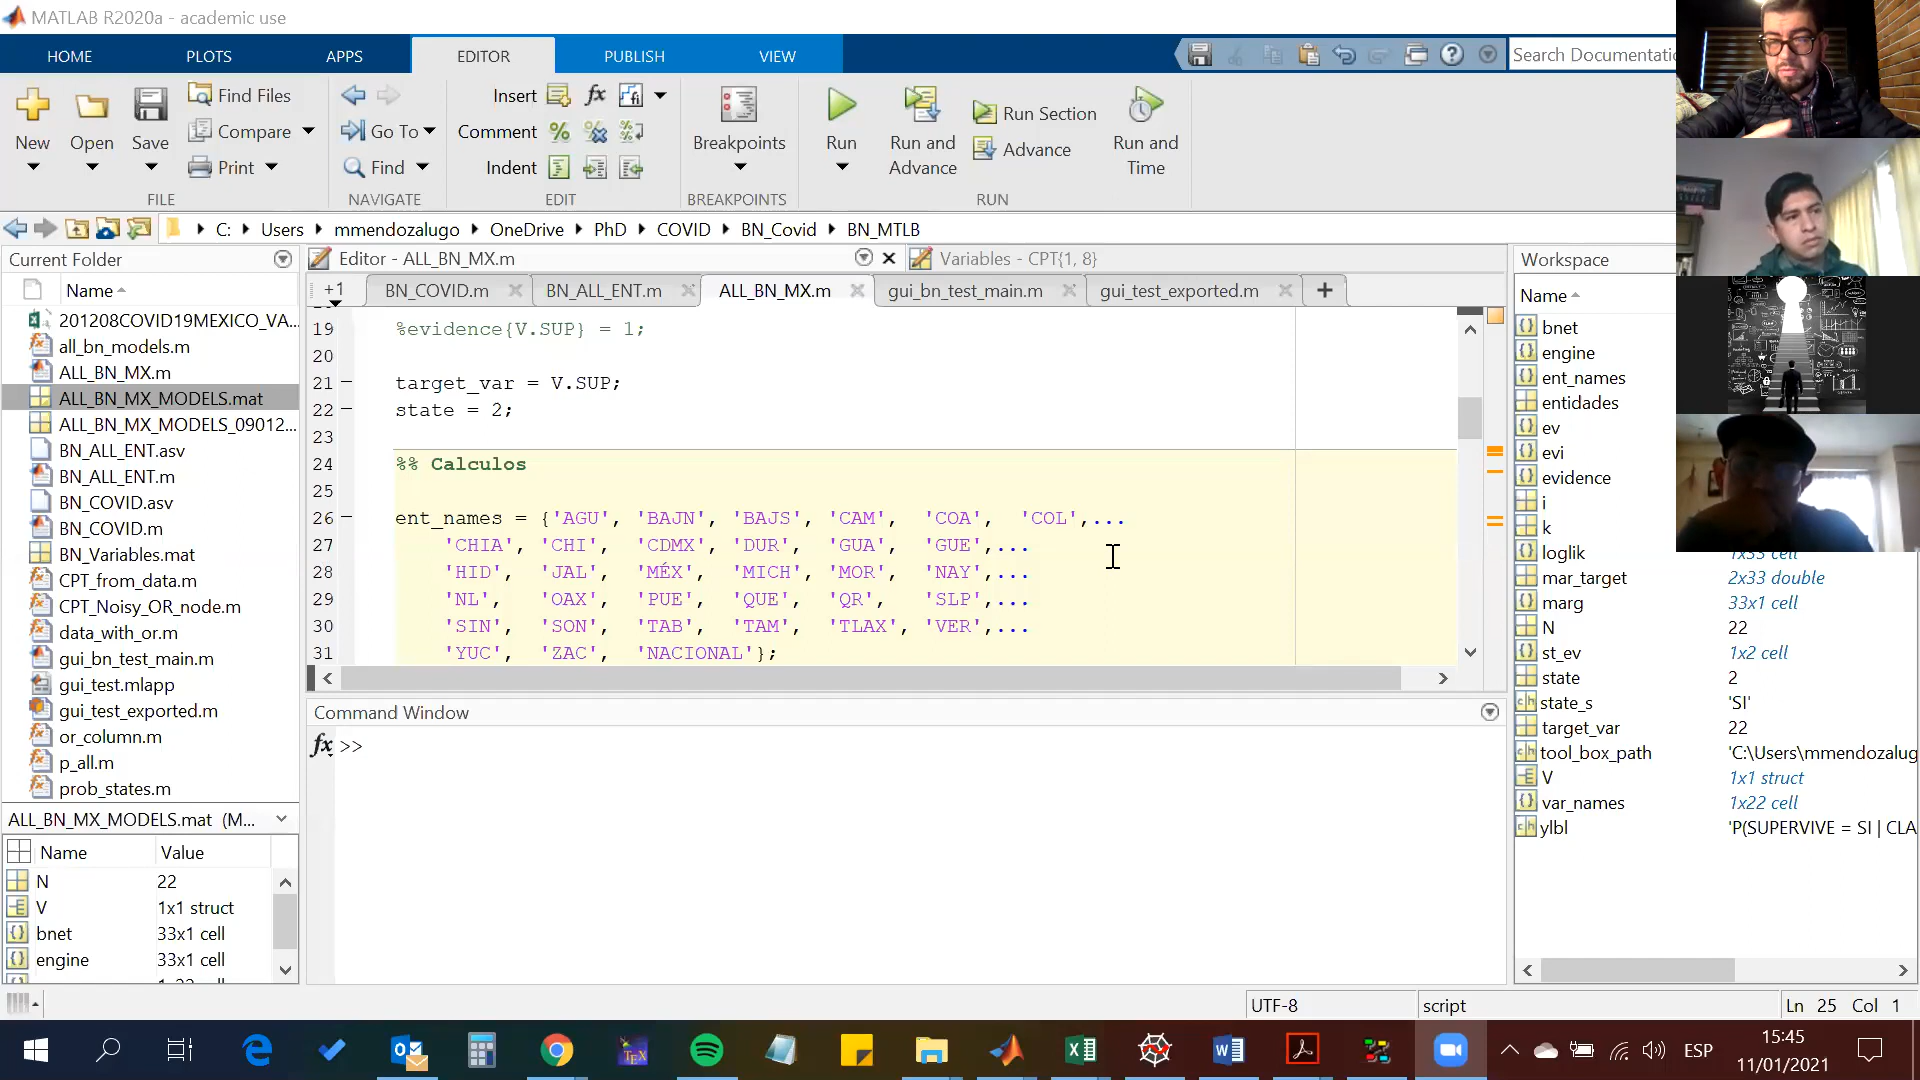 MATLAB R2020a - academic use
HOME PLOTS APPS EDITOR PUBLISH VIEW
Search Documentatio
New Open Save
Find Files
Compare
Print
Go To
Find
Insert fx
Comment
Indent
Breakpoints
Run
Run and Advance
Run Section
Advance
Run and Time
FILE NAVIGATE EDIT BREAKPOINTS RUN
C: Users mmendozalugo OneDrive PhD COVID BN_Covid BN_MTLB
Current Folder
Name
201208COVID19MEXICO_VA...
all_bn_models.m
ALL_BN_MX.m
ALL_BN_MX_MODELS.mat
ALL_BN_MX_MODELS_09012...
BN_ALL_ENT.asv
BN_ALL_ENT.m
BN_COVID.asv
BN_COVID.m
BN_Variables.mat
CPT_from_data.m
CPT_Noisy_OR_node.m
data_with_or.m
gui_bn_test_main.m
gui_test.mlapp
gui_test_exported.m
or_column.m
p_all.m
prob_states.m
ALL_BN_MX_MODELS.mat (M...
Name Value
N 22
V 1x1 struct
bnet 33x1 cell
engine 33x1 cell
Editor - ALL_BN_MX.m
Variables - CPT{1, 8}
+1 BN_COVID.m BN_ALL_ENT.m ALL_BN_MX.m gui_bn_test_main.m gui_test_exported.m +
19 %evidence{V.SUP} = 1;
20
21 – target_var = V.SUP;
22 – state = 2;
23
24 %% Calculos
25
26 – ent_names = {'AGU', 'BAJN', 'BAJS', 'CAM', 'COA', 'COL',...
27 'CHIA', 'CHI', 'CDMX', 'DUR', 'GUA', 'GUE',...
28 'HID', 'JAL', 'MÉX', 'MICH', 'MOR', 'NAY',...
29 'NL', 'OAX', 'PUE', 'QUE', 'QR', 'SLP',...
30 'SIN', 'SON', 'TAB', 'TAM', 'TLAX', 'VER',...
31 'YUC', 'ZAC', 'NACIONAL'};
Command Window
fx >>
Workspace
Name
bnet
engine
ent_names
entidades
ev
evi
evidence
i
k
loglik 1x33 cell
mar_target 2x33 double
marg 33x1 cell
N 22
st_ev 1x2 cell
state 2
state_s 'SI'
target_var 22
tool_box_path 'C:\Users\mmendozalug
V 1x1 struct
var_names 1x22 cell
ylbl 'P(SUPERVIVE = SI | CLA
UTF-8 script Ln 25 Col 1
ESP
15:45
11/01/2021